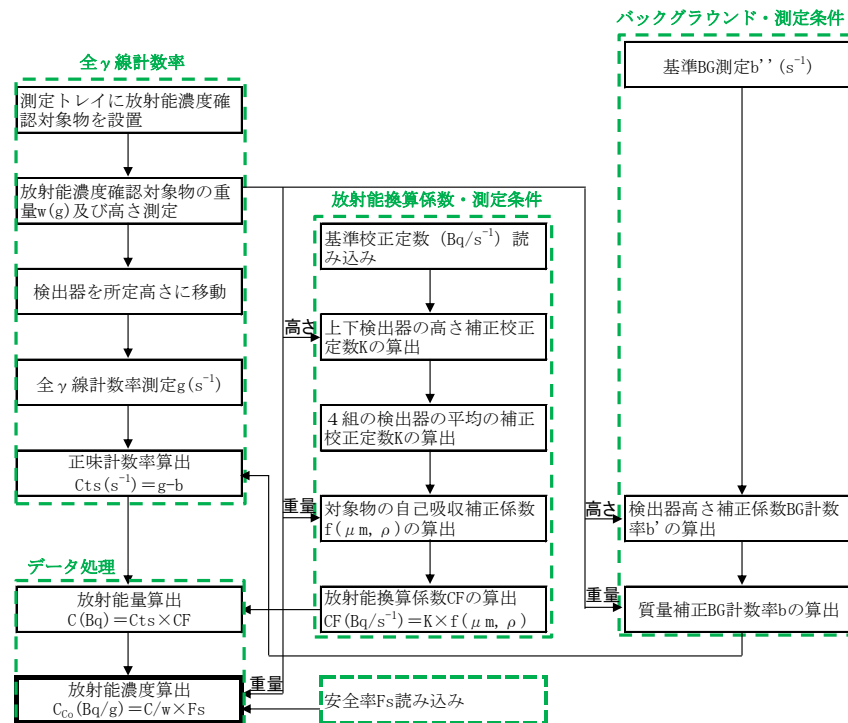 全γ線計数率
測定トレイに放射能濃度確
認対象物を設置
放射能濃度確認対象物の重
量w(g)及び高さ測定
検出器を所定高さに移動
全γ線計数率測定g(s⁻¹)
正味計数率算出
Cts(s⁻¹)=g-b
データ処理
放射能量算出
C(Bq)=Cts×CF
放射能濃度算出
C_Co(Bq/g)=C/w×Fs
放射能換算係数・測定条件
基準校正定数 (Bq/s⁻¹) 読
み込み
高さ
上下検出器の高さ補正校正
定数Kの算出
4組の検出器の平均の補正
校正定数Kの算出
重量
対象物の自己吸収補正係数
f(μm,ρ)の算出
放射能換算係数CFの算出
CF(Bq/s⁻¹)=K×f(μm,ρ)
重量
安全率Fs読み込み
バックグラウンド・測定条件
基準BG測定b''(s⁻¹)
高さ
検出器高さ補正係数BG計数
率b'の算出
重量
質量補正BG計数率bの算出